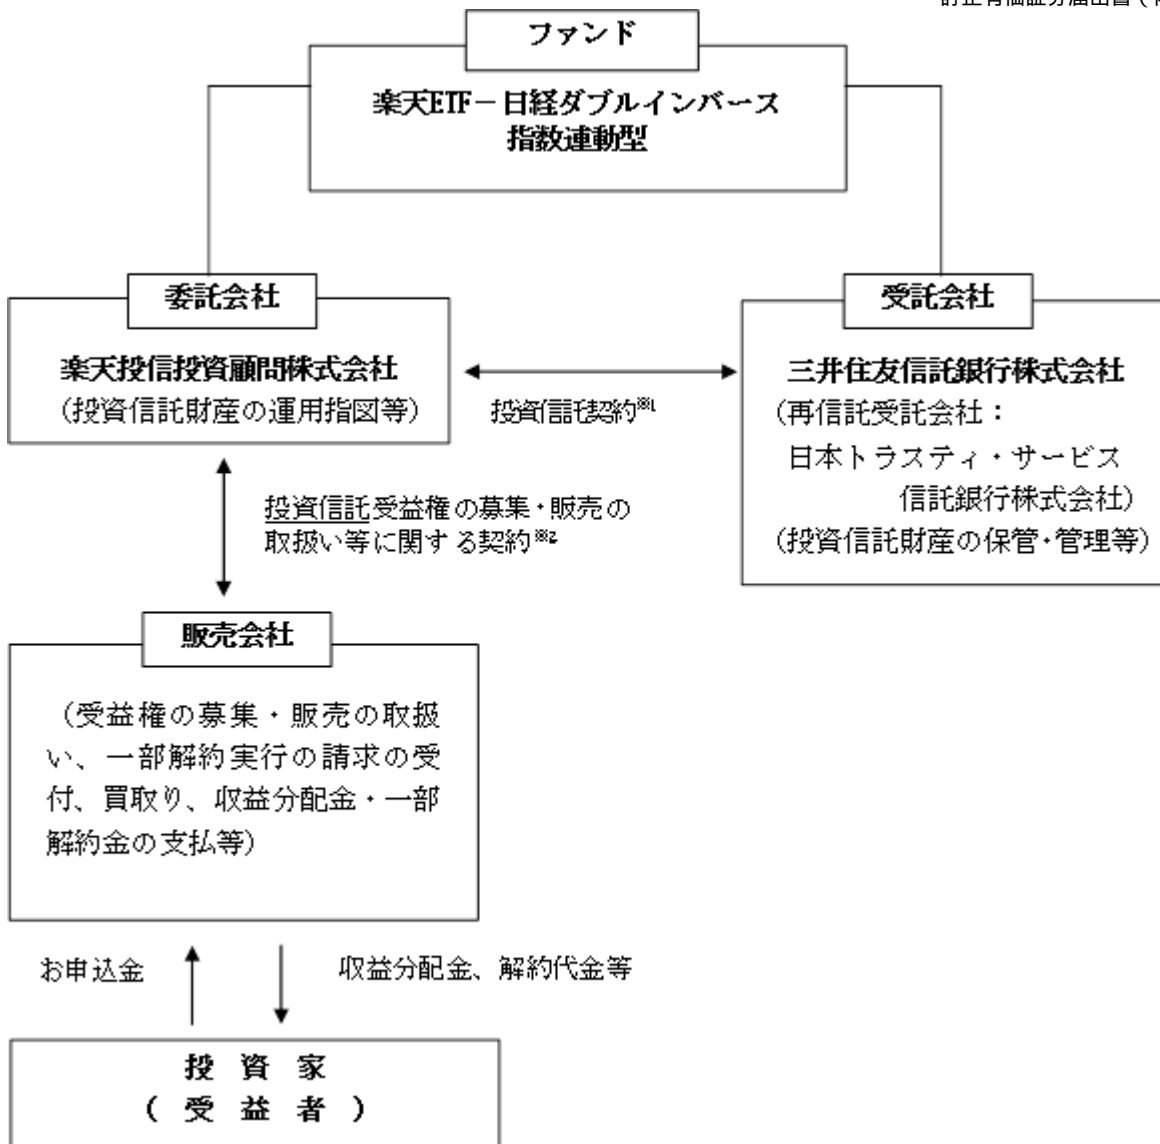 ファンド
楽天ETF－日経ダブルインバース
指数連動型
委託会社
楽天投信投資顧問株式会社
(投資信託財産の運用指図等)
投資信託契約※1
受託会社
三井住友信託銀行株式会社
(再信託受託会社：
日本トラスティ・サービス
信託銀行株式会社)
(投資信託財産の保管・管理等)
投資信託受益権の募集・販売の
取扱い等に関する契約※2
販売会社
(受益権の募集・販売の取扱
い、一部解約実行の請求の受
付、買取り、収益分配金・一部
解約金の支払等)
お申込金
収益分配金、解約代金等
投 資 家
( 受 益 者 )